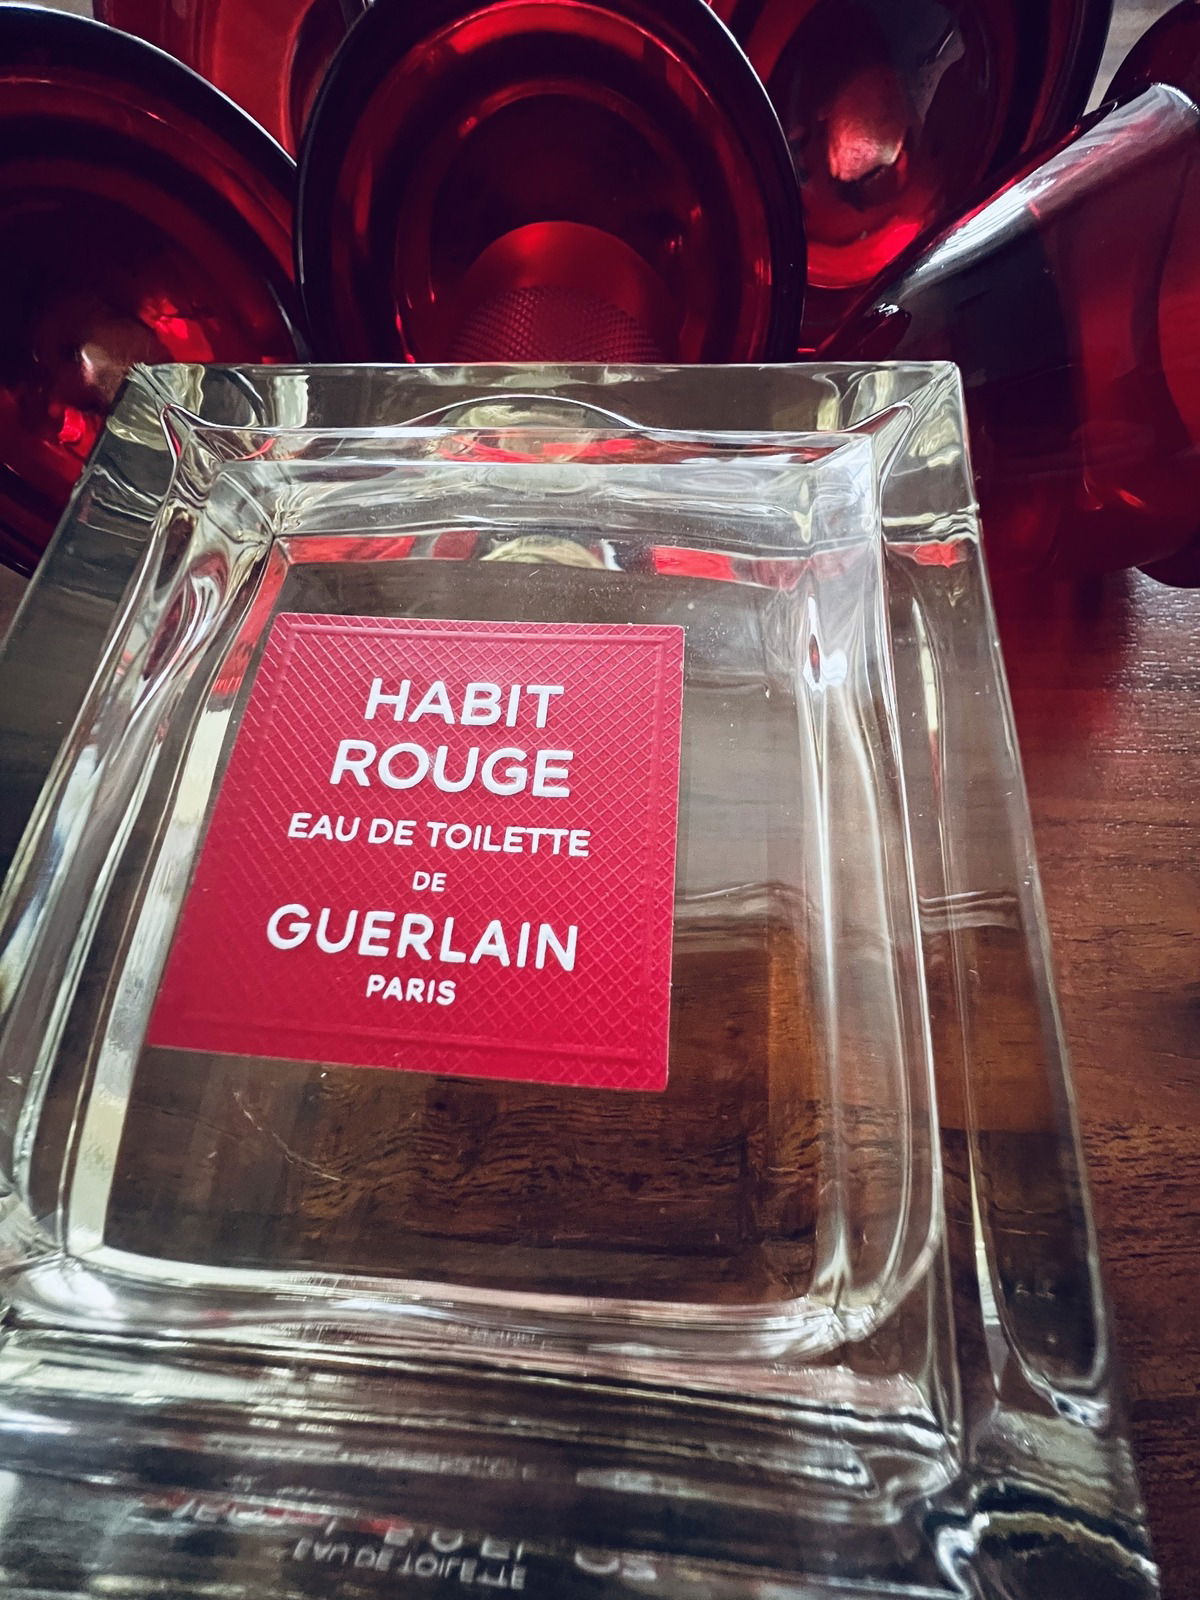 HABIT
ROUGE
EAU DE TOILETTE
DE
GUERLAIN
PARIS